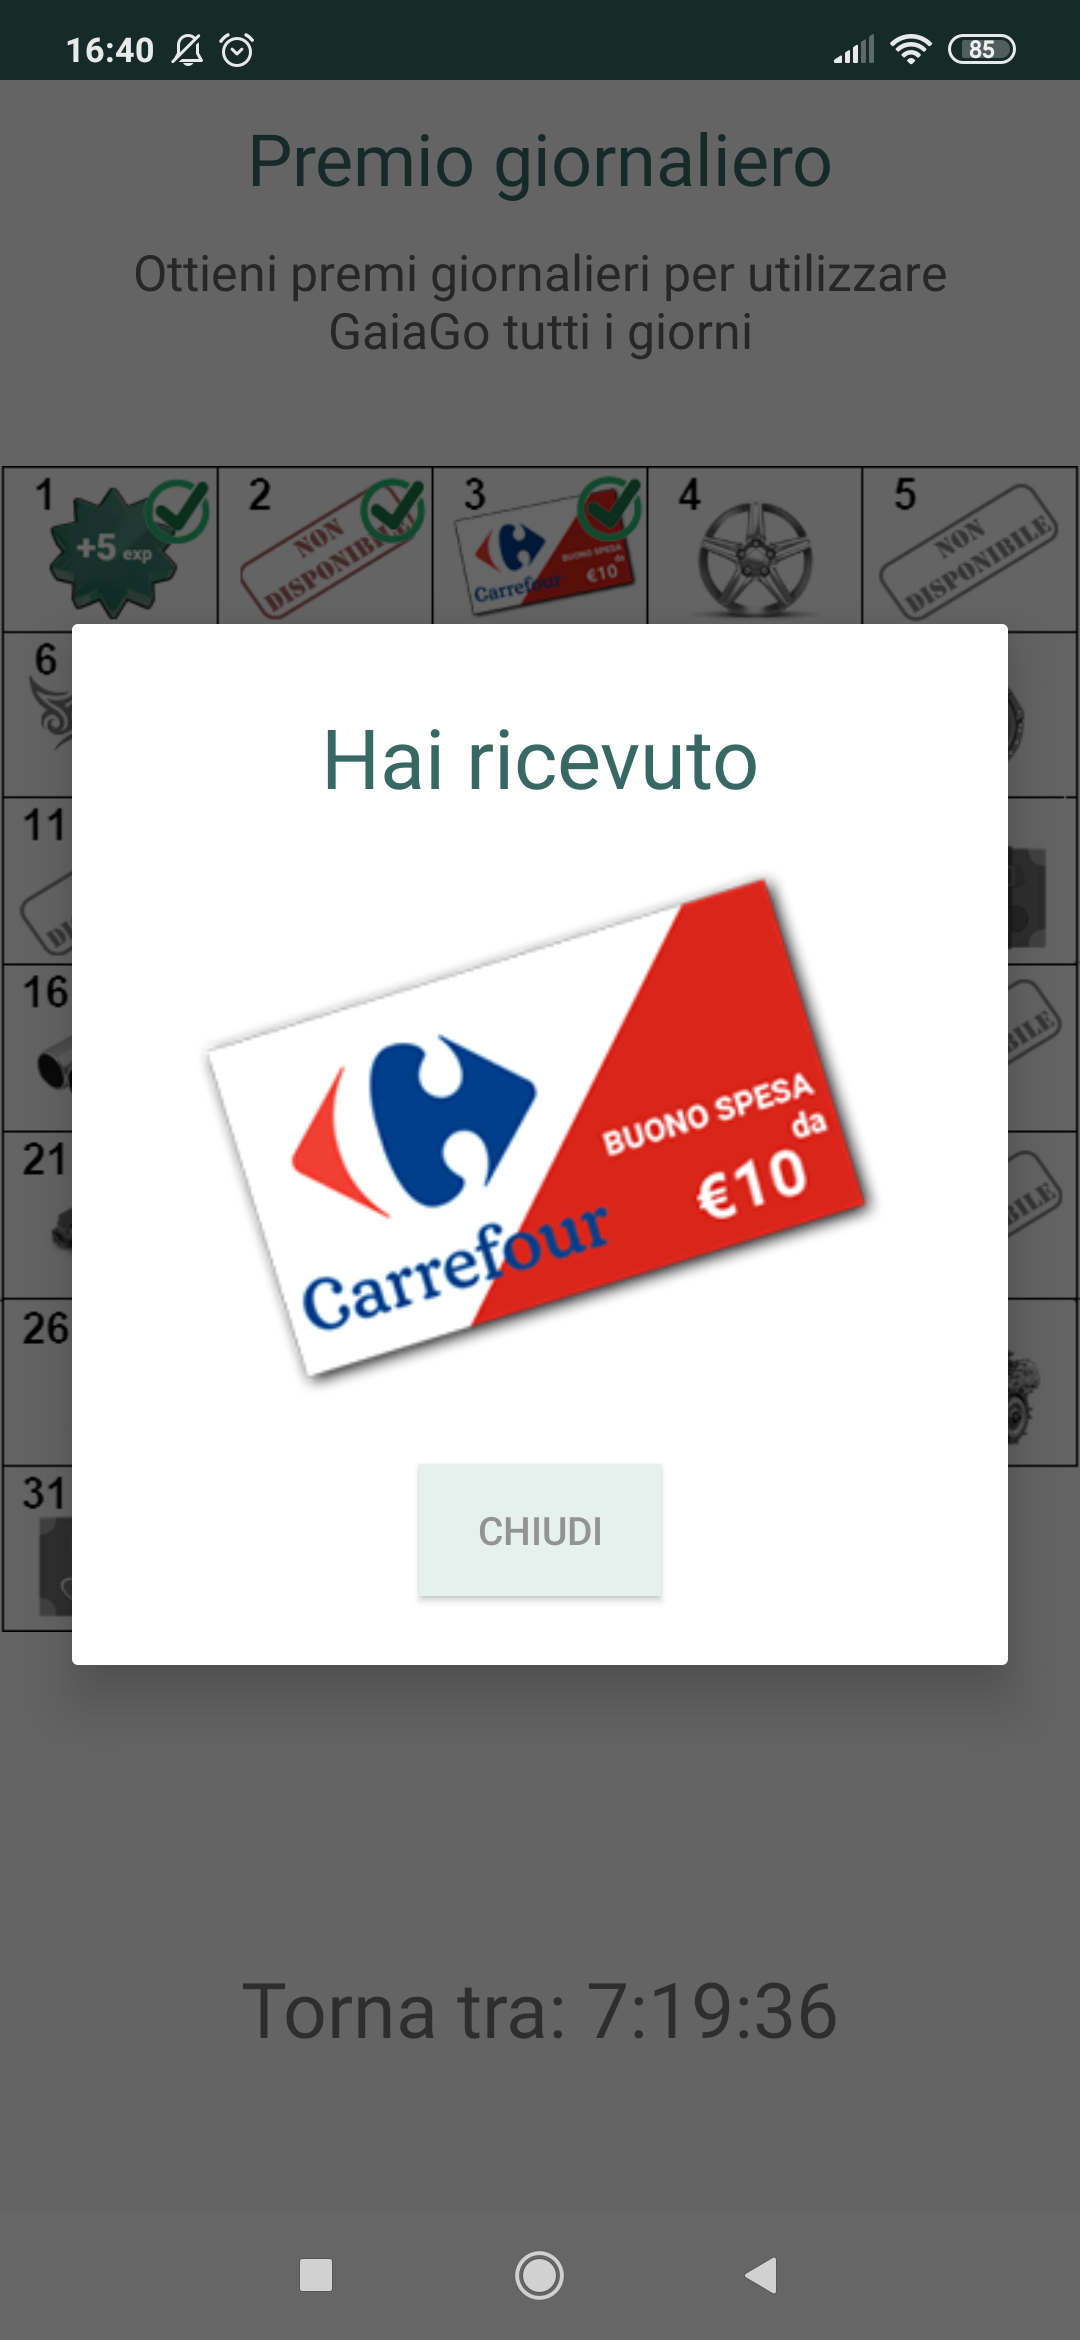 16:40
85
Premio giornaliero
Ottieni premi giornalieri per utilizzare
GaiaGo tutti i giorni
1
+5 exp
2
NON
DISPONIBILE
3
BUONO SPESA
da
€10
Carrefour
4
5
NON
DISPONIBILE
6
Hai ricevuto
11
16
21
26
31
BUONO SPESA
da
€10
Carrefour
CHIUDI
Torna tra: 7:19:36